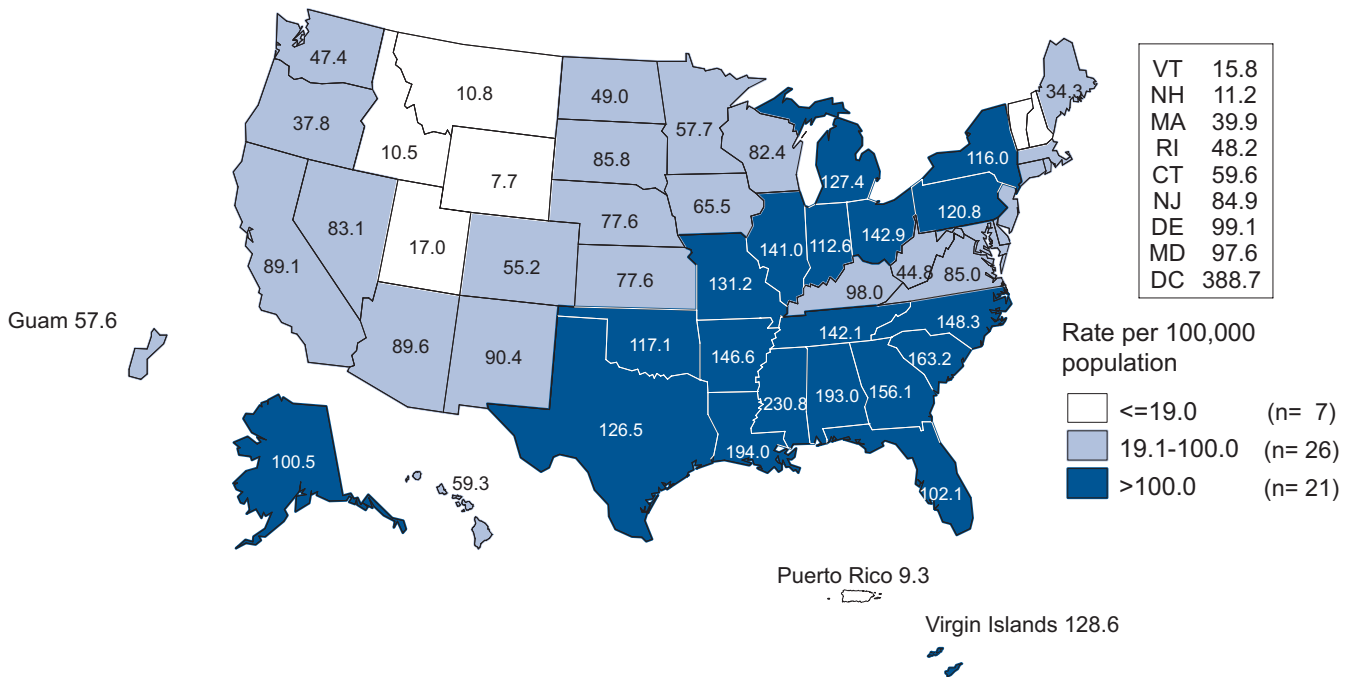 47.4
10.8
49.0
57.7
34.3
37.8
10.5
7.7
85.8
82.4
127.4
116.0
120.8
83.1
17.0
55.2
77.6
65.5
141.0
112.6
142.9
89.1
77.6
131.2
98.0
44.8
85.0
89.6
90.4
117.1
146.6
142.1
148.3
163.2
126.5
194.0
230.8
193.0
156.1
102.1
100.5
59.3
Guam 57.6
Puerto Rico 9.3
Virgin Islands 128.6
VT 15.8
NH 11.2
MA 39.9
RI 48.2
CT 59.6
NJ 84.9
DE 99.1
MD 97.6
DC 388.7
Rate per 100,000
population
<=19.0 (n= 7)
19.1-100.0 (n= 26)
>100.0 (n= 21)